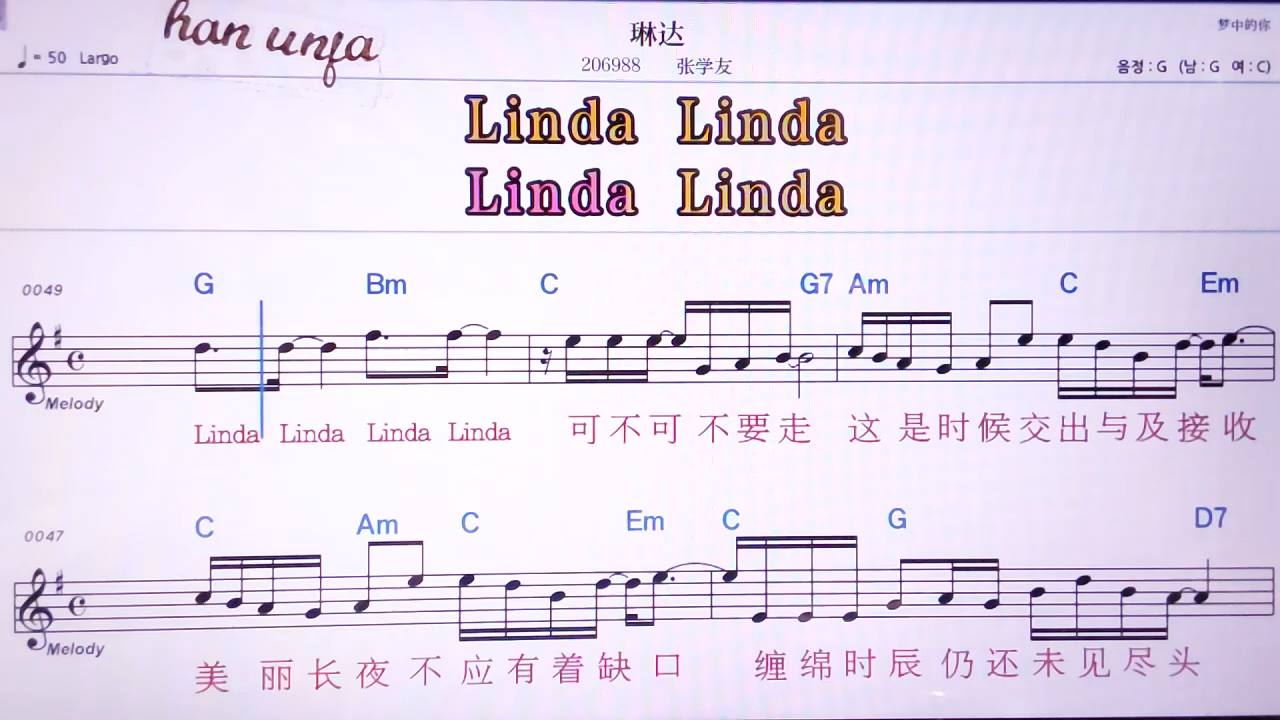 han unfa
琳达
梦中的你
♩ = 50 Largo
206988 张学友
음정 : G (남 : G 여 : C)
Linda Linda
Linda Linda
0049
G Bm C G7 Am C Em
Melody
Linda Linda Linda Linda 可不可 不要走 这是时候交出与及接收
0047
C Am C Em C G D7
Melody
美丽长夜不应有着缺口 缠绵时辰仍还未见尽头